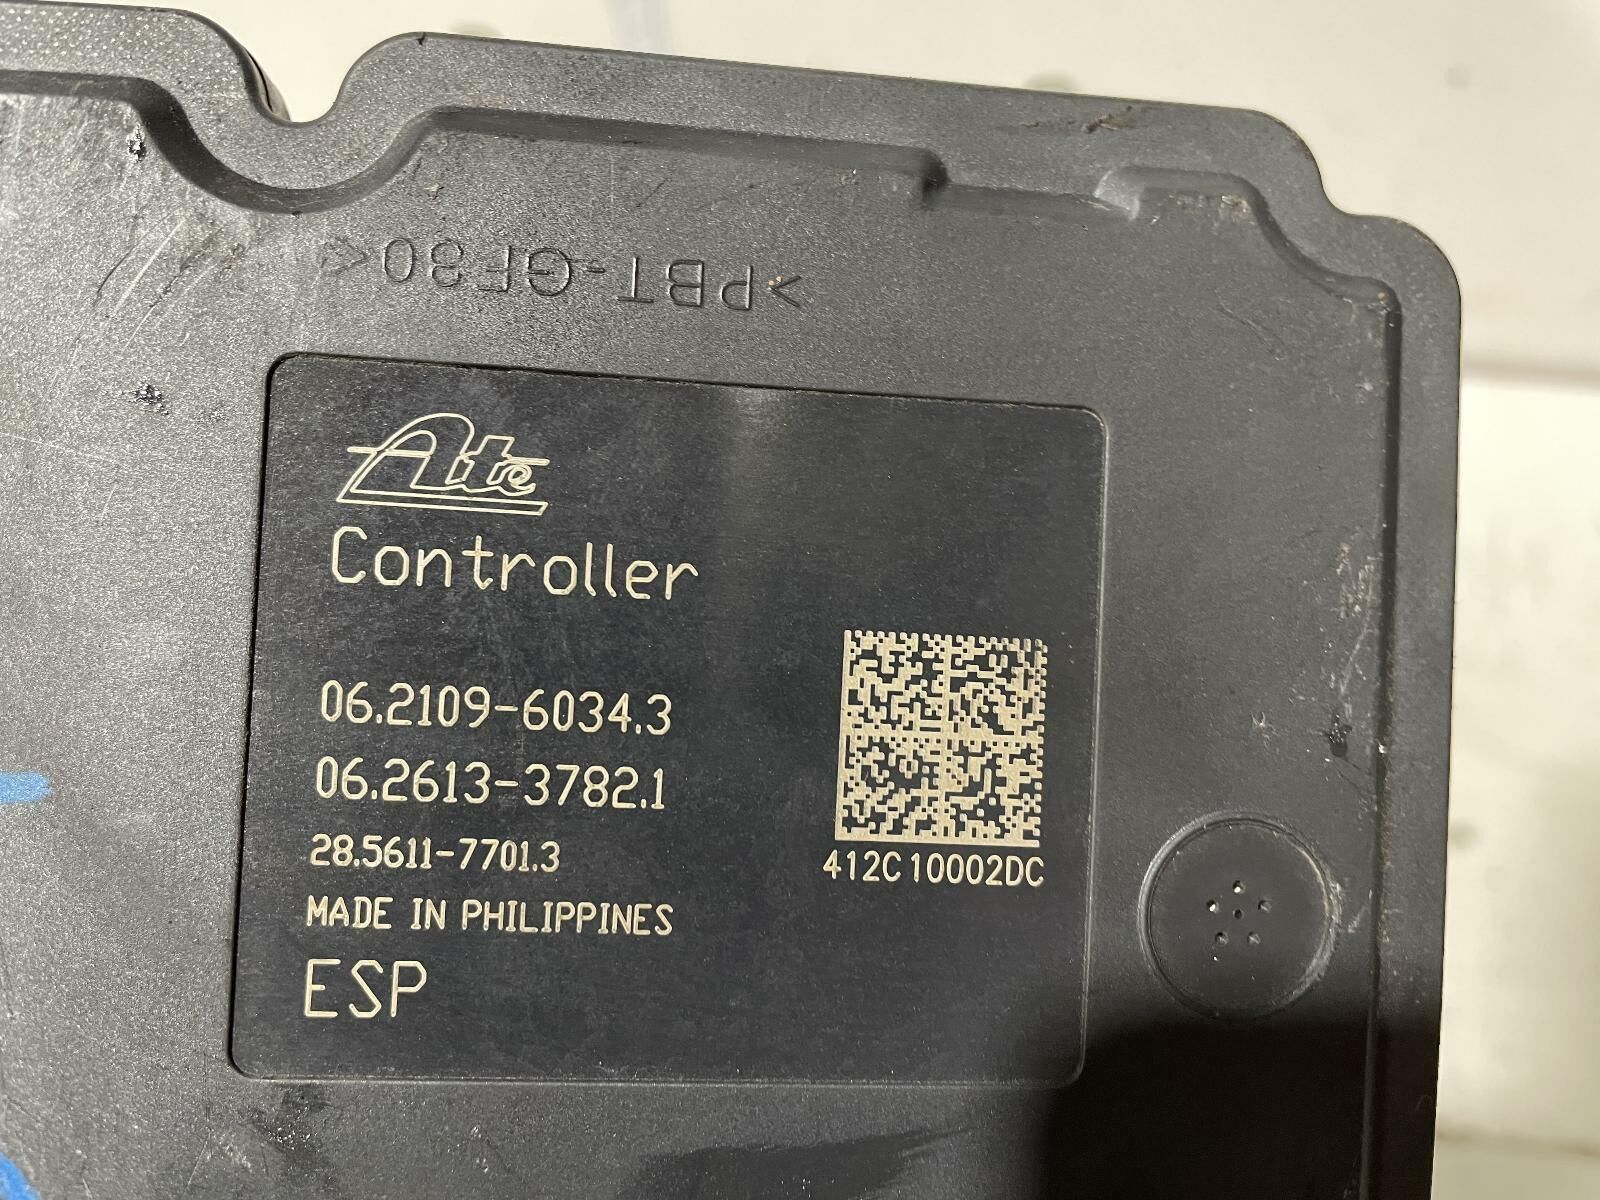 >PBT-GF30<
Ate
Controller
06.2109-6034.3
06.2613-3782.1
28.5611-7701.3
412C10002DC
MADE IN PHILIPPINES
ESP